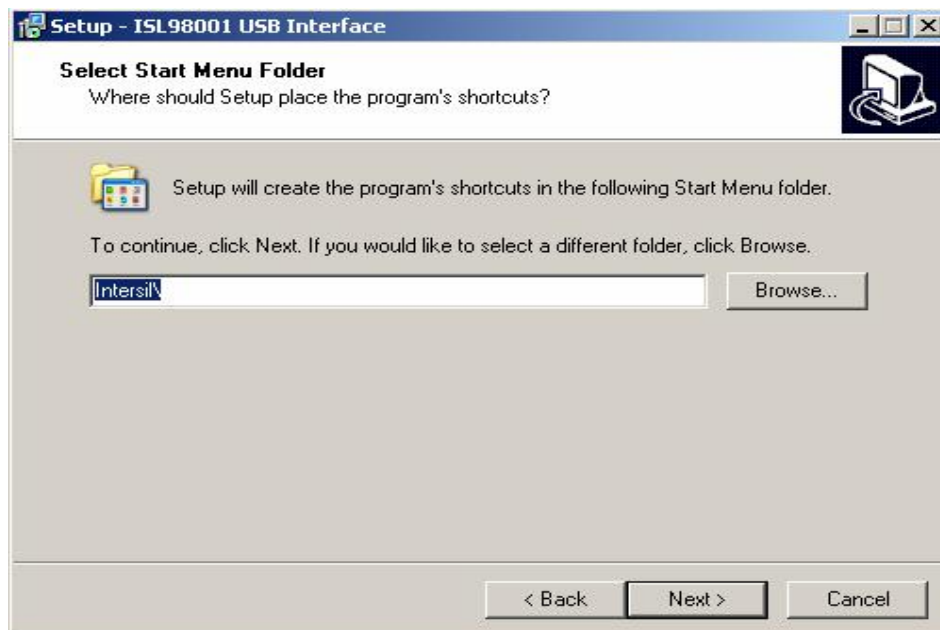 Setup - ISL98001 USB Interface
Select Start Menu Folder
Where should Setup place the program's shortcuts?
Setup will create the program's shortcuts in the following Start Menu folder.
To continue, click Next. If you would like to select a different folder, click Browse.
Intersil\
Browse...
< Back
Next >
Cancel